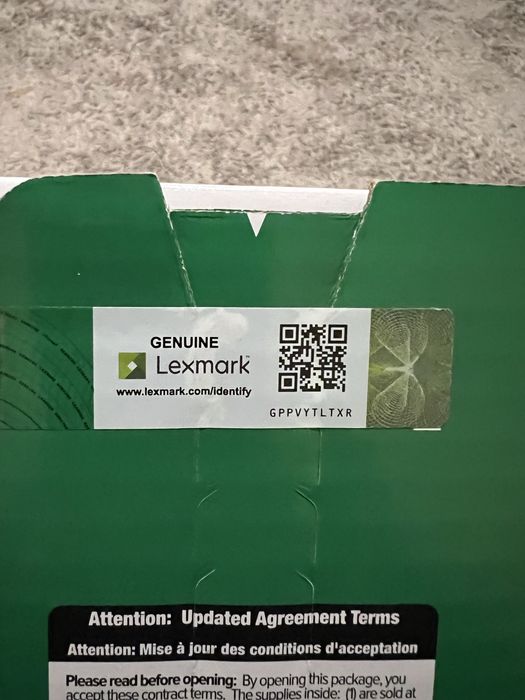 GENUINE
Lexmark™
www.lexmark.com/identify
GPPVYTLTXR
Attention: Updated Agreement Terms
Attention: Mise à jour des conditions d'acceptation
Please read before opening: By opening this package, you
accept these contract terms. The supplies inside: (1) are sold at